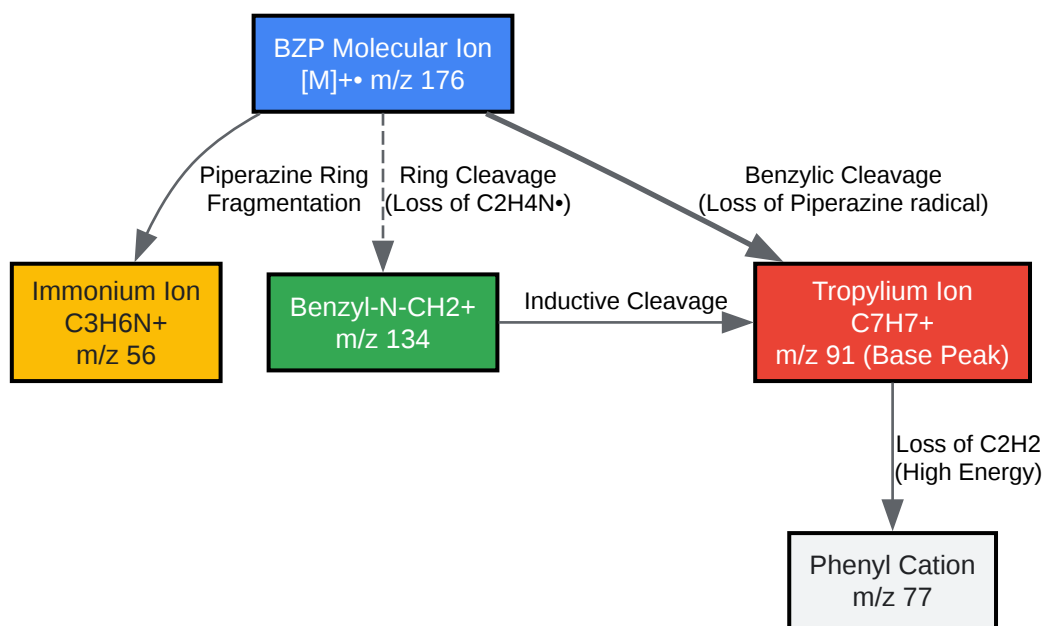 BZP Molecular Ion
[M]+• m/z 176
Piperazine Ring
Fragmentation
Ring Cleavage
(Loss of C2H4N•)
Benzylic Cleavage
(Loss of Piperazine radical)
Immonium Ion
C3H6N+
m/z 56
Benzyl-N-CH2+
m/z 134
Inductive Cleavage
Tropylium Ion
C7H7+
m/z 91 (Base Peak)
Loss of C2H2
(High Energy)
Phenyl Cation
m/z 77